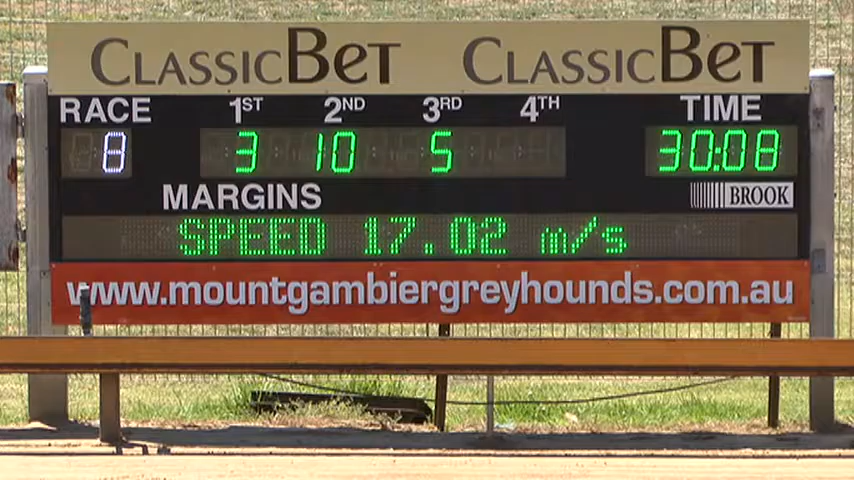 CLASSICBET CLASSICBET
RACE 1ST 2ND 3RD 4TH TIME
8 3 10 5 30:08
MARGINS BROOK
SPEED 17.02 m/s
www.mountgambiergreyhounds.com.au